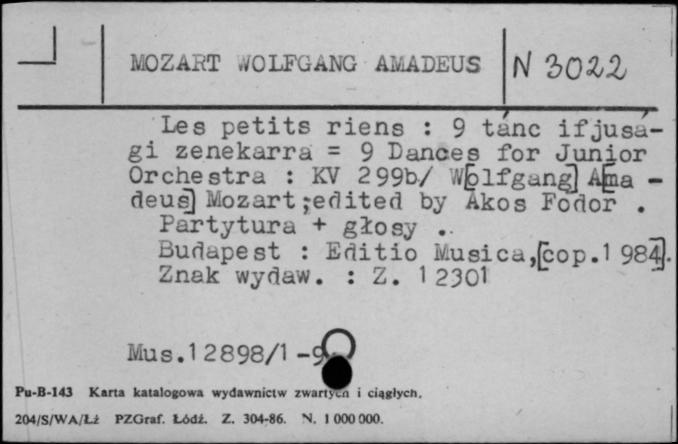 MOZART WOLFGANG AMADEUS N 3022
Les petits riens : 9 tánc ifjusá-
gi zenekarra = 9 Dances for Junior
Orchestra : KV 299b/ W[olfgang] A[ma -
deus] Mozart ;edited by Ákos Fodor .
Partytura + głosy .
Budapest : Editio Musica,[cop.1984].
Znak wydaw. : Z. 12301
Mus.12898/1-9
Pu-B-143 Karta katalogowa wydawnictw zwartych i ciągłych.
204/S/WA/Łż PZGraf. Łódź. Z. 304-86. N. 1 000 000.